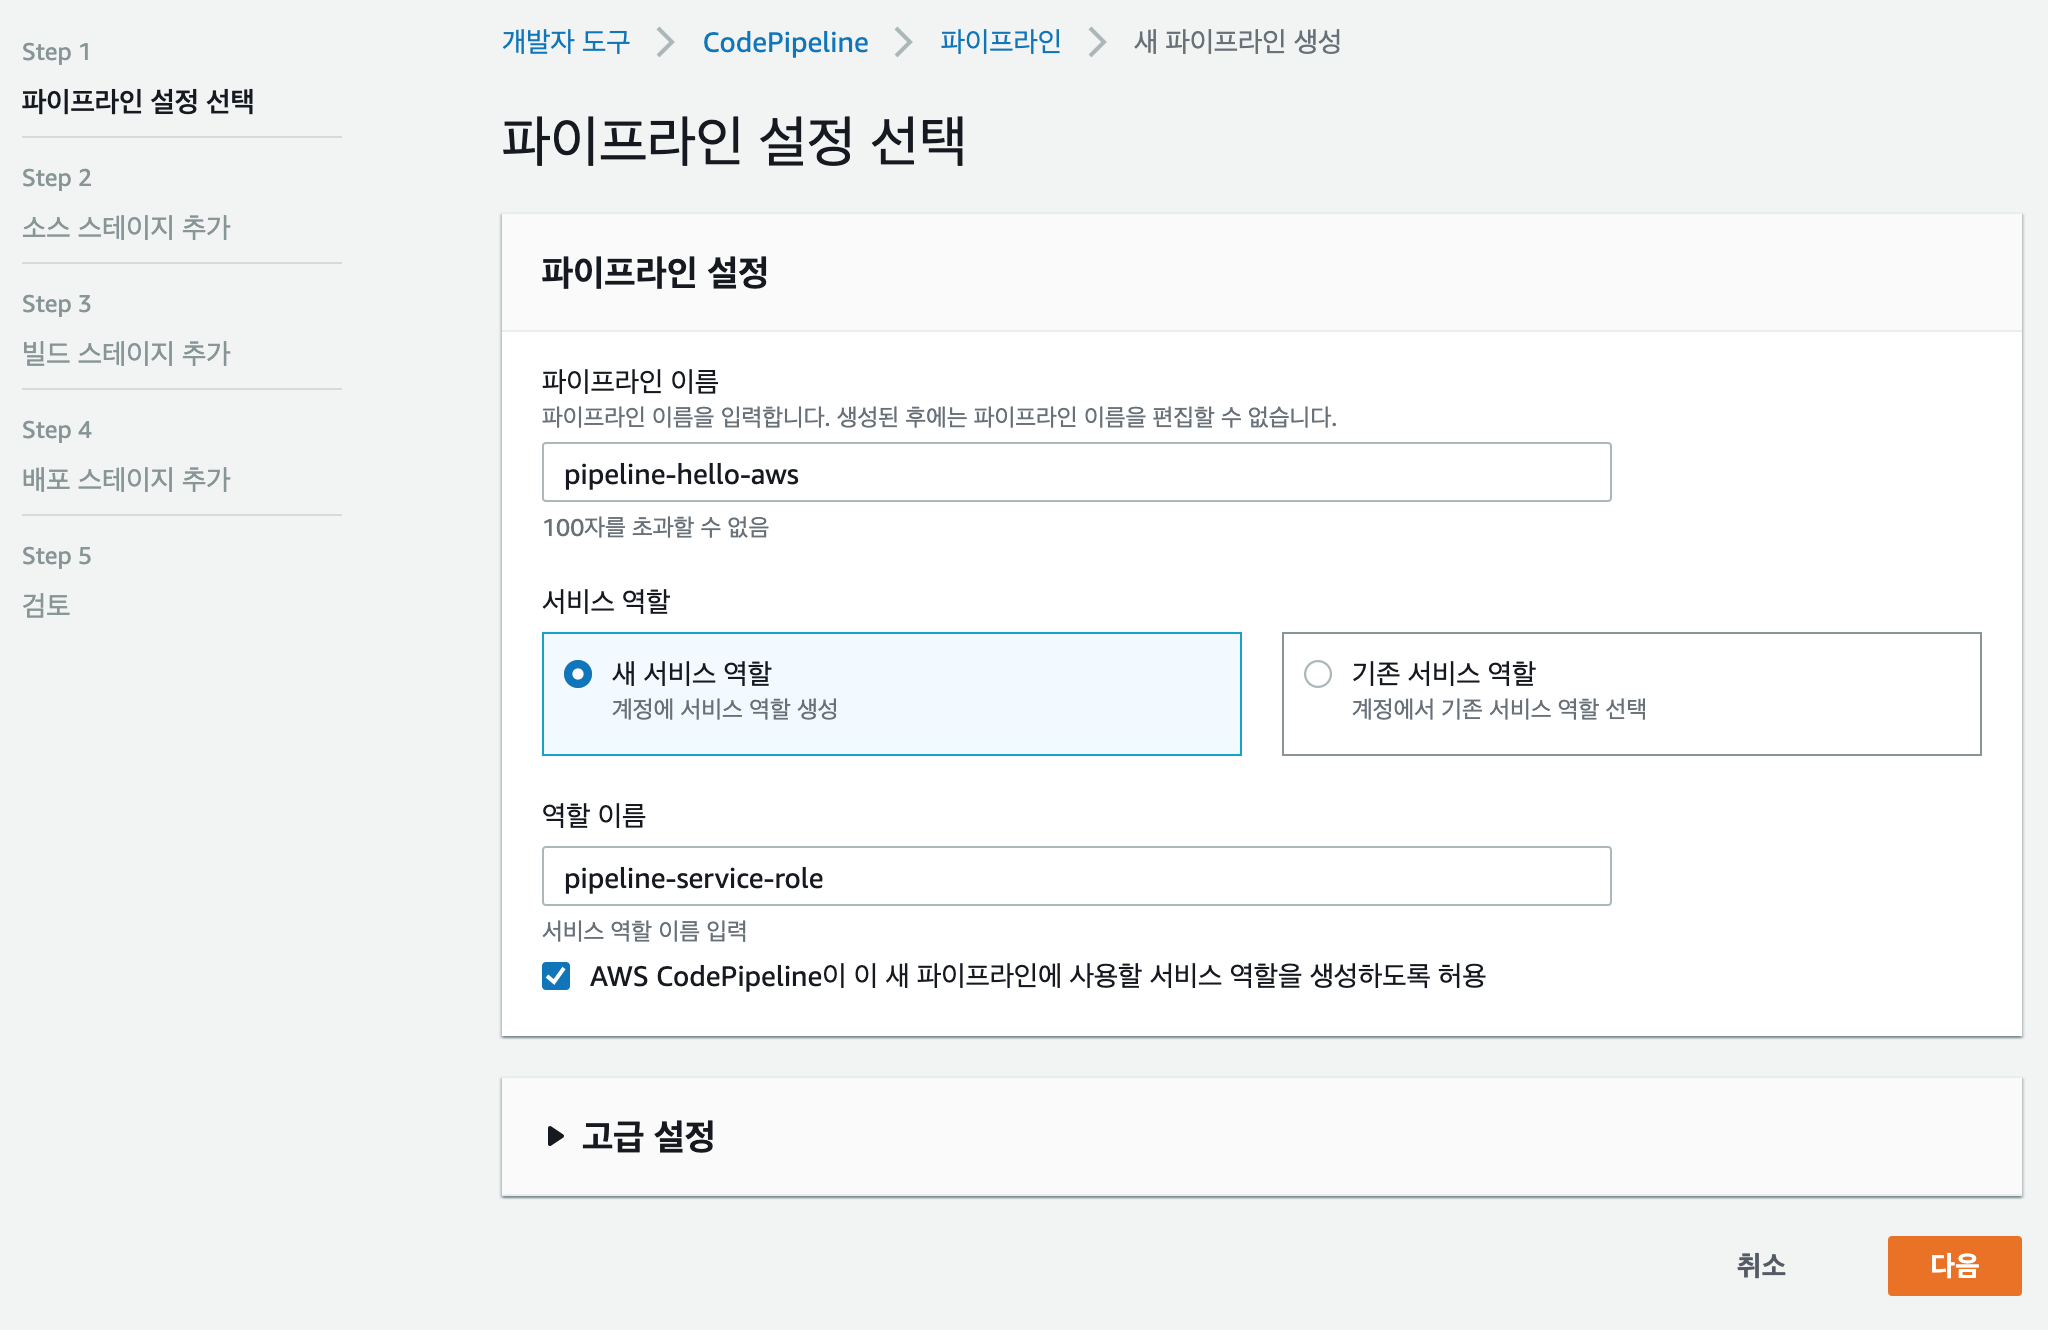 Step 1
파이프라인 설정 선택
Step 2
소스 스테이지 추가
Step 3
빌드 스테이지 추가
Step 4
배포 스테이지 추가
Step 5
검토
개발자 도구 > CodePipeline > 파이프라인 > 새 파이프라인 생성
파이프라인 설정 선택
파이프라인 설정
파이프라인 이름
파이프라인 이름을 입력합니다. 생성된 후에는 파이프라인 이름을 편집할 수 없습니다.
pipeline-hello-aws
100자를 초과할 수 없음
서비스 역할
새 서비스 역할
계정에 서비스 역할 생성
기존 서비스 역할
계정에서 기존 서비스 역할 선택
역할 이름
pipeline-service-role
서비스 역할 이름 입력
AWS CodePipeline이 이 새 파이프라인에 사용할 서비스 역할을 생성하도록 허용
고급 설정
취소
다음